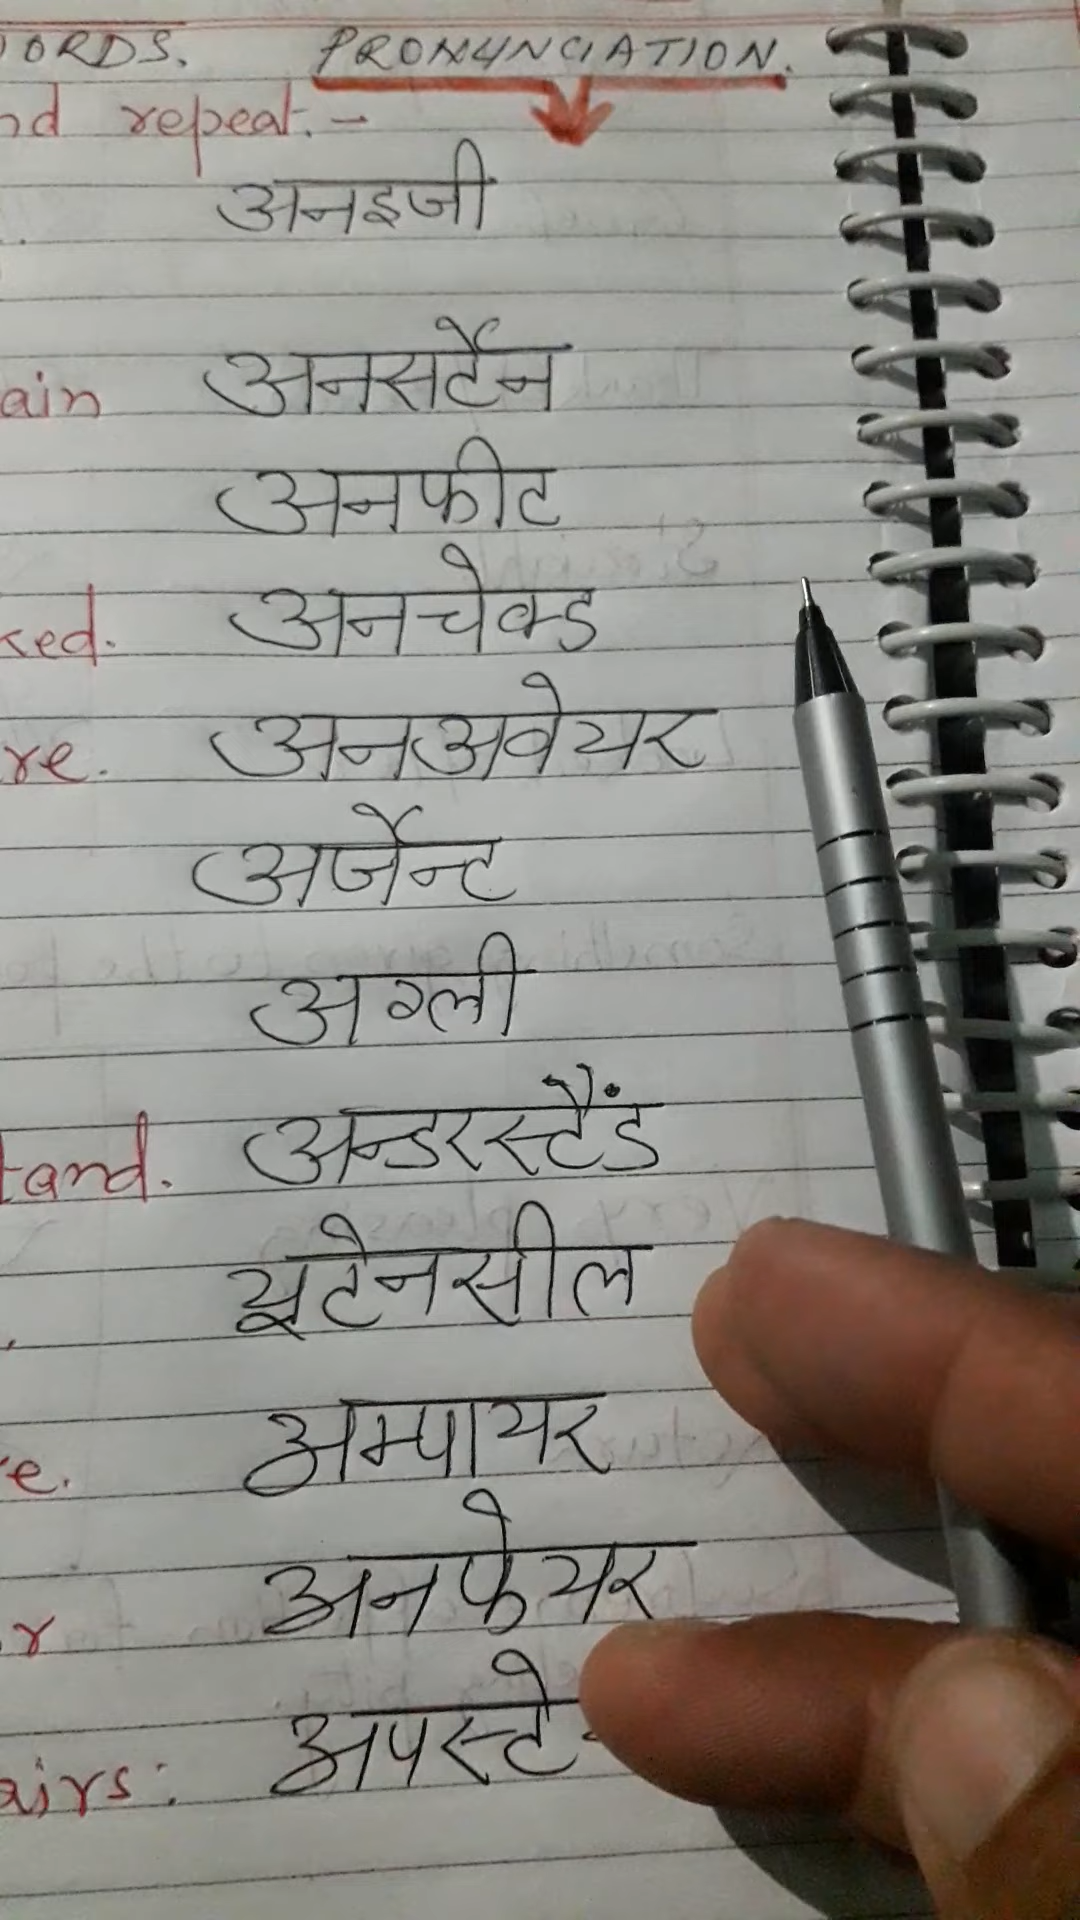 ORDS. PRONUNCIATION.
nd repeat.-
अनइजी
ain अनसर्टेन
अनफीट
ked. अनचेक्ड
re. अनअवेयर
अर्जेन्ट
अग्ली
tand. अन्डरस्टैंड
यूटेनसील
e. अम्पायर
r अनफेयर
airs: अपस्टे